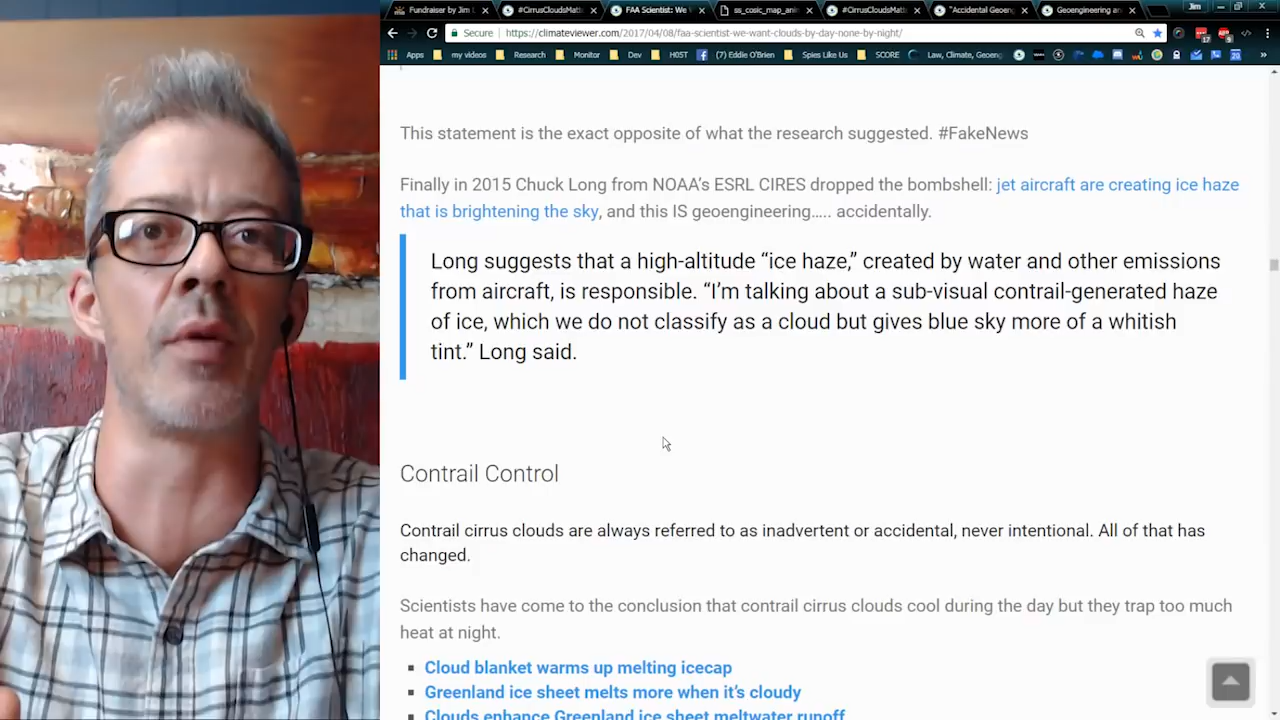 Fundraiser by Jim L
#CirrusCloudsMatt
FAA Scientist: We W
ss_cosic_map_anim
#CirrusCloudsMatt
"Accidental Geoeng
Geoengineering an
Jim
Secure
https://climateviewer.com/2017/04/08/faa-scientist-we-want-clouds-by-day-none-by-night/
Apps
my videos
Research
Monitor
Dev
H0ST
(7) Eddie O'Brien
Spies Like Us
SCORE
Law, Climate, Geoeng
This statement is the exact opposite of what the research suggested. #FakeNews
Finally in 2015 Chuck Long from NOAA's ESRL CIRES dropped the bombshell: jet aircraft are creating ice haze
that is brightening the sky, and this IS geoengineering..... accidentally.
Long suggests that a high-altitude “ice haze,” created by water and other emissions
from aircraft, is responsible. “I’m talking about a sub-visual contrail-generated haze
of ice, which we do not classify as a cloud but gives blue sky more of a whitish
tint.” Long said.
Contrail Control
Contrail cirrus clouds are always referred to as inadvertent or accidental, never intentional. All of that has
changed.
Scientists have come to the conclusion that contrail cirrus clouds cool during the day but they trap too much
heat at night.
Cloud blanket warms up melting icecap
Greenland ice sheet melts more when it’s cloudy
Clouds enhance Greenland ice sheet meltwater runoff